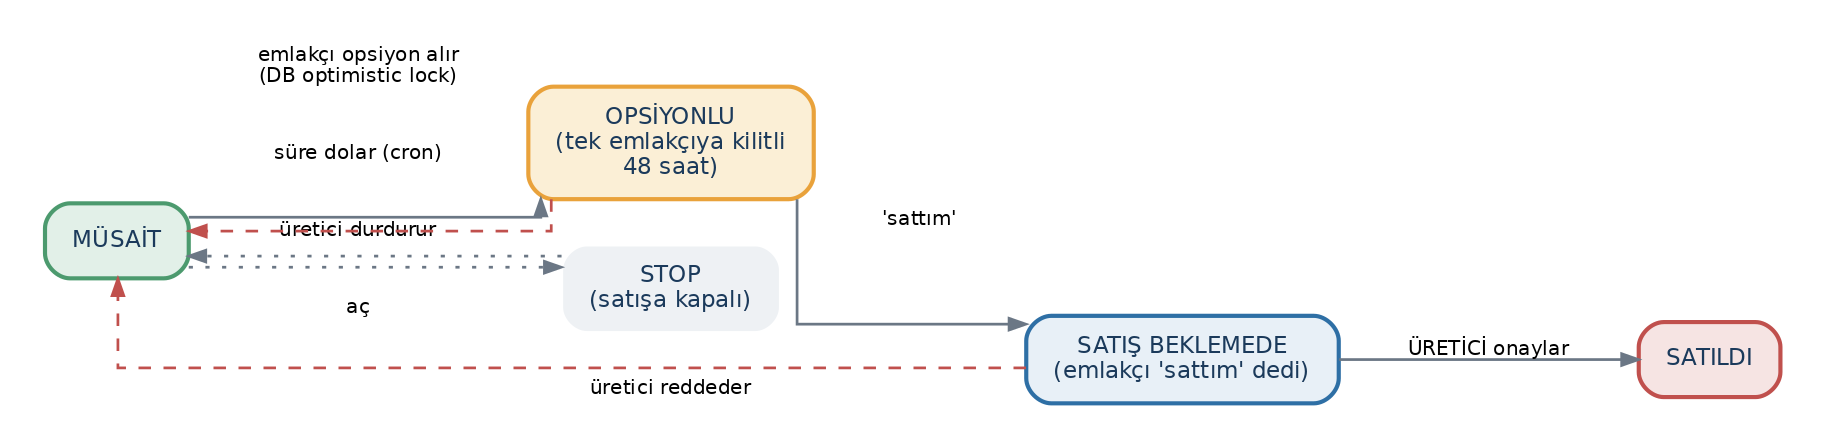 emlakçı opsiyon alır
(DB optimistic lock)
OPSİYONLU
(tek emlakçıya kilitli
48 saat)
süre dolar (cron)
MÜSAİT
üretici durdurur
'sattım'
STOP
(satışa kapalı)
aç
SATIŞ BEKLEMEDE
(emlakçı 'sattım' dedi)
ÜRETİCİ onaylar
SATILDI
üretici reddeder